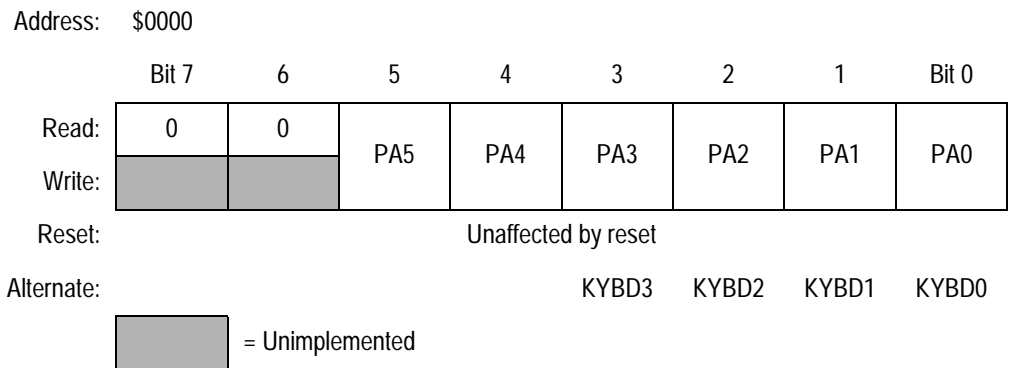 Address: $0000
Bit 7 6 5 4 3 2 1 Bit 0
Read: 0 0 PA5 PA4 PA3 PA2 PA1 PA0
Write:
Reset: Unaffected by reset
Alternate: KYBD3 KYBD2 KYBD1 KYBD0
= Unimplemented